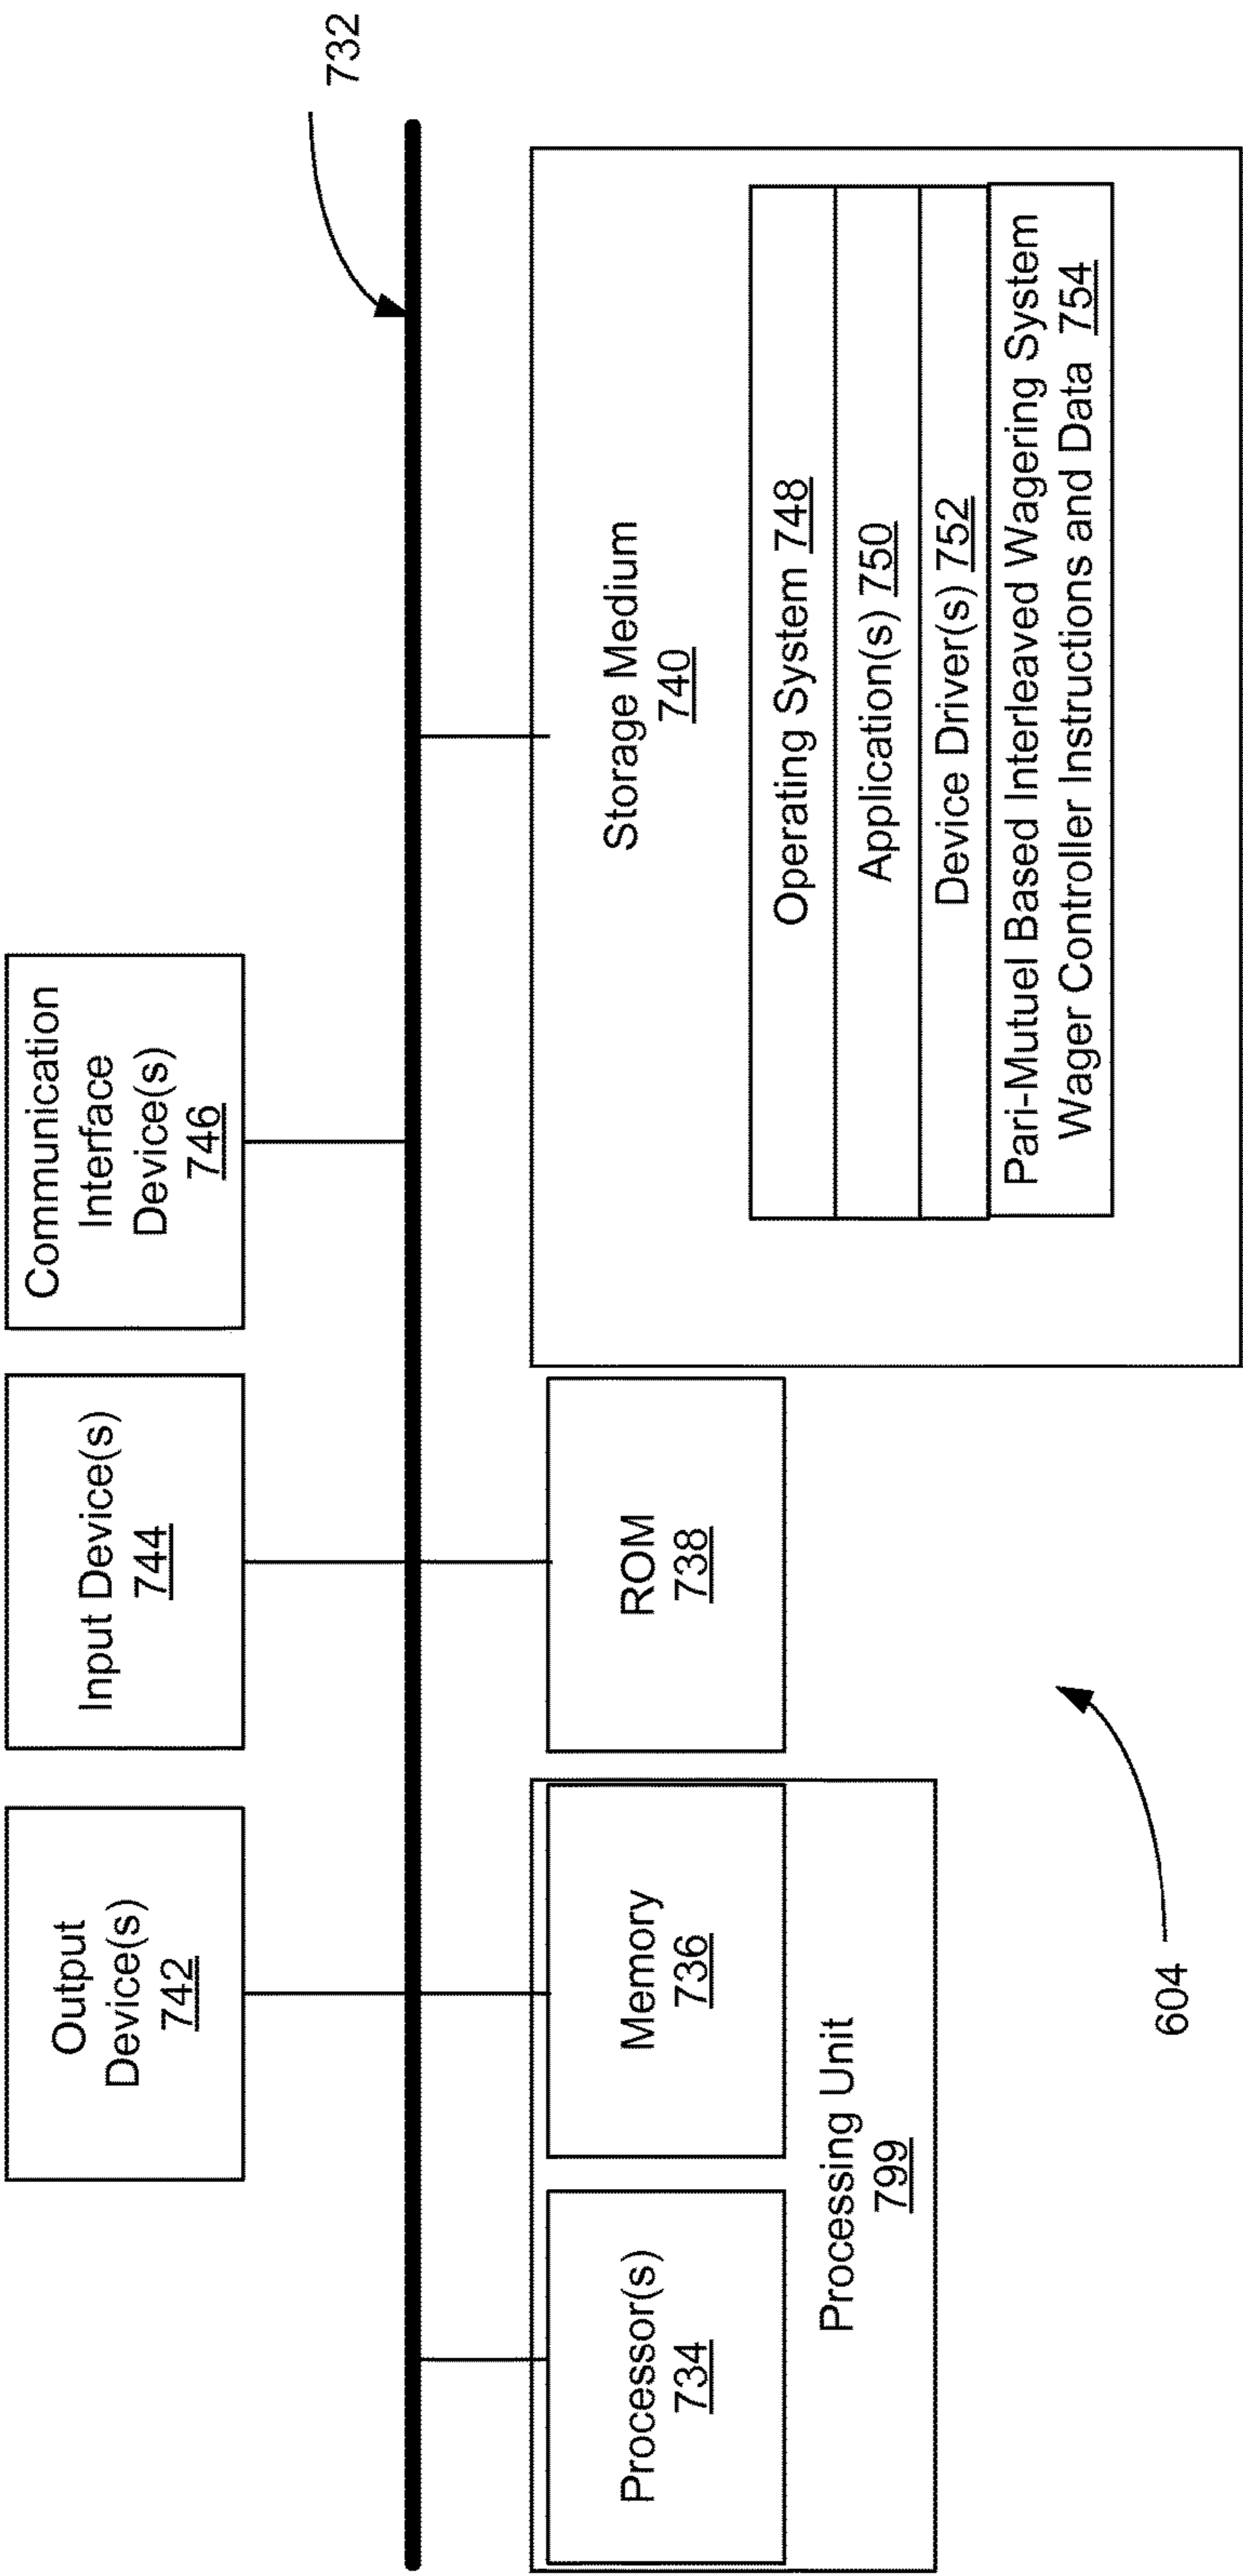 732
Output
Device(s)
742
Input Device(s)
744
Communication
Interface
Device(s)
746
Processor(s)
734
Memory
736
Processing Unit
799
ROM
738
Storage Medium
740
Operating System 748
Application(s) 750
Device Driver(s) 752
Pari-Mutuel Based Interleaved Wagering System
Wager Controller Instructions and Data 754
604